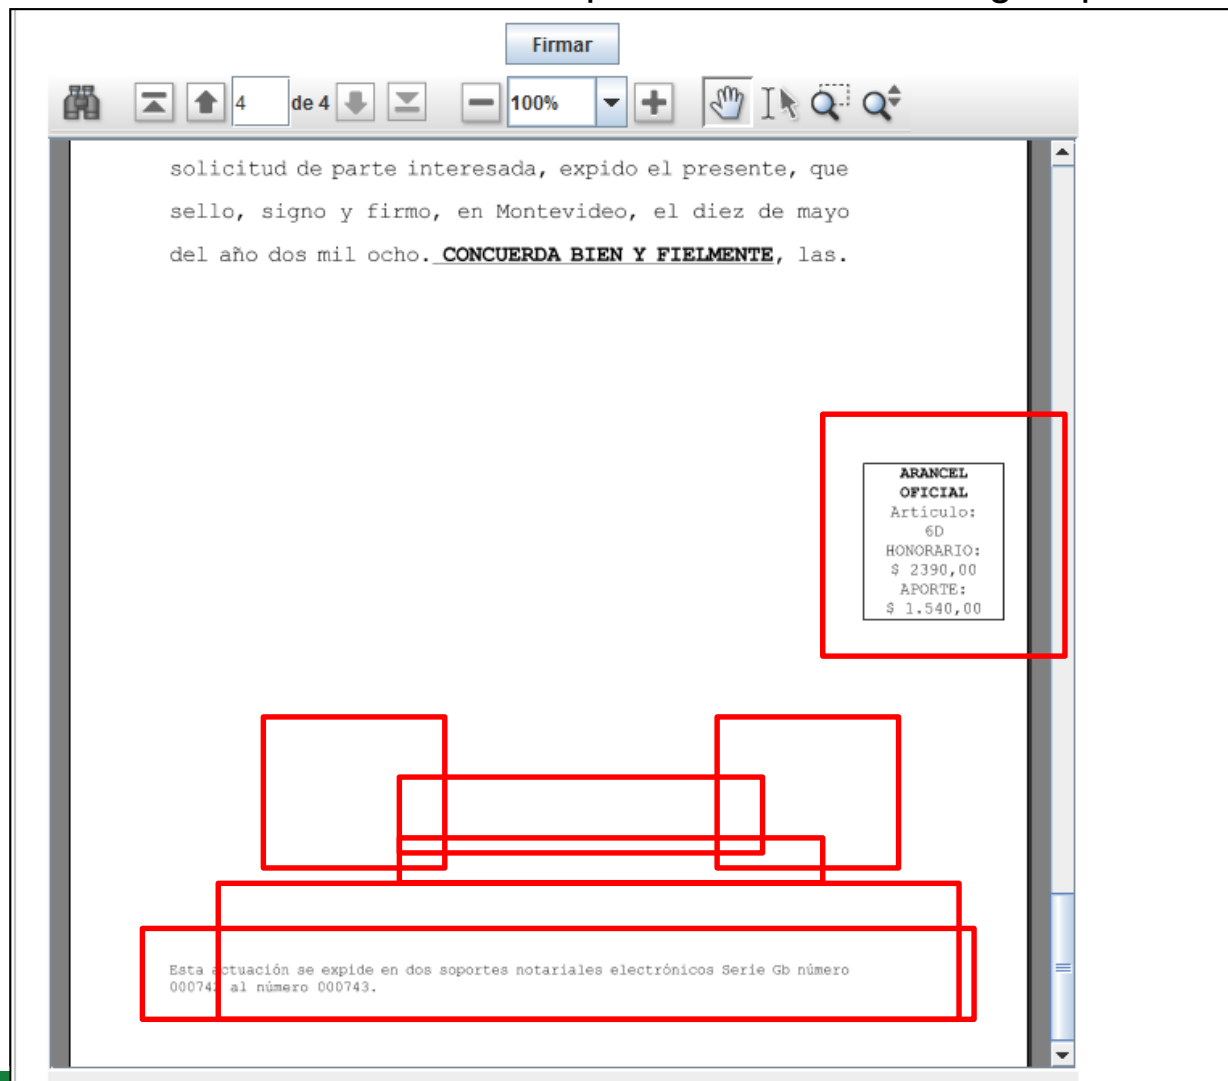 Firmar
4 de 4 100%
solicitud de parte interesada, expido el presente, que
sello, signo y firmo, en Montevideo, el diez de mayo
del año dos mil ocho. CONCUERDA BIEN Y FIELMENTE, las.
ARANCEL
OFICIAL
Artículo:
6D
HONORARIO:
$ 2390,00
APORTE:
$ 1.540,00
Esta actuación se expide en dos soportes notariales electrónicos Serie Gb número
000742 al número 000743.